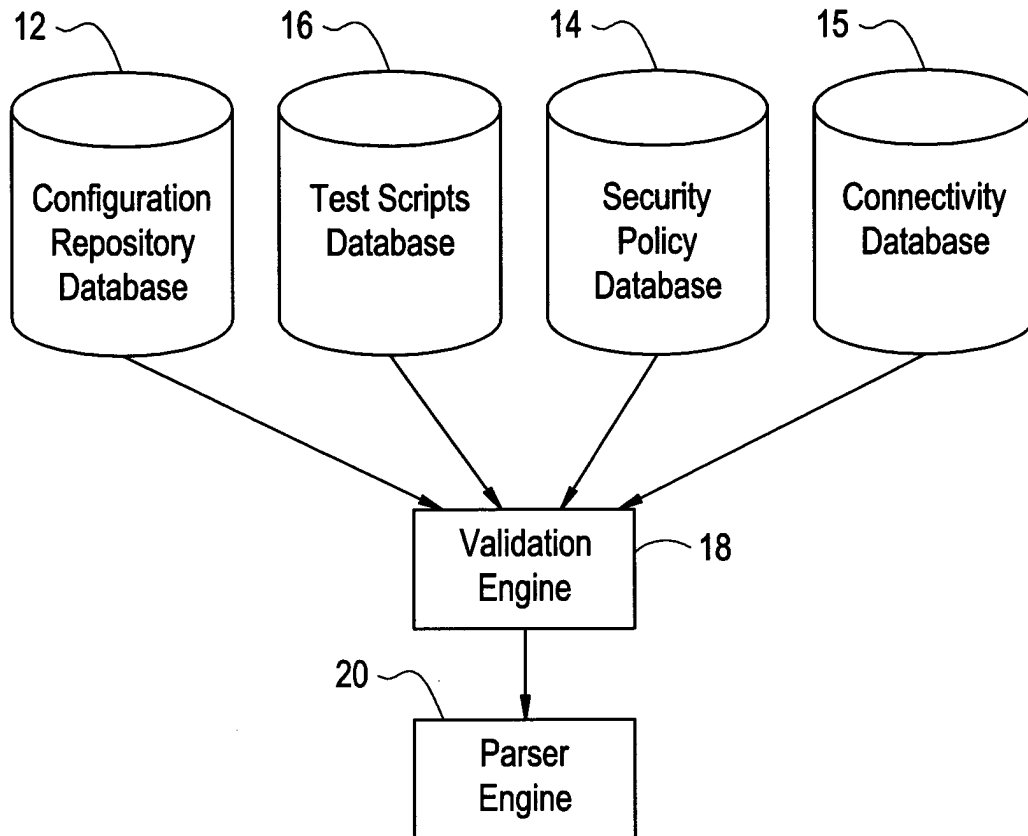 12
16
14
15
Configuration
Repository
Database
Test Scripts
Database
Security
Policy
Database
Connectivity
Database
Validation
Engine
18
20
Parser
Engine